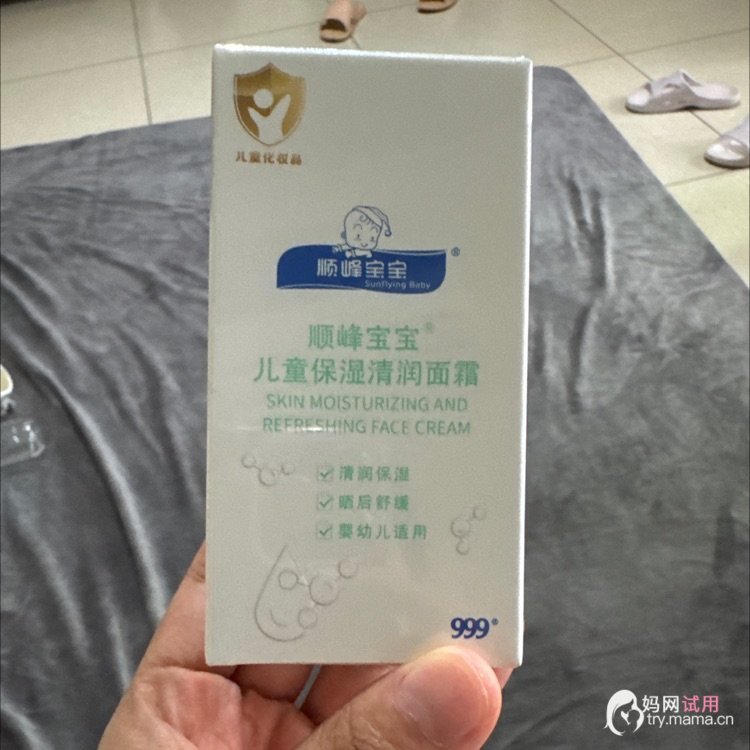 儿童化妆品
顺峰宝宝®
Sunflying Baby
顺峰宝宝®
儿童保湿清润面霜
SKIN MOISTURIZING AND
REFRESHING FACE CREAM
清润保湿
晒后舒缓
婴幼儿适用
999®
妈网试用
try.mama.cn